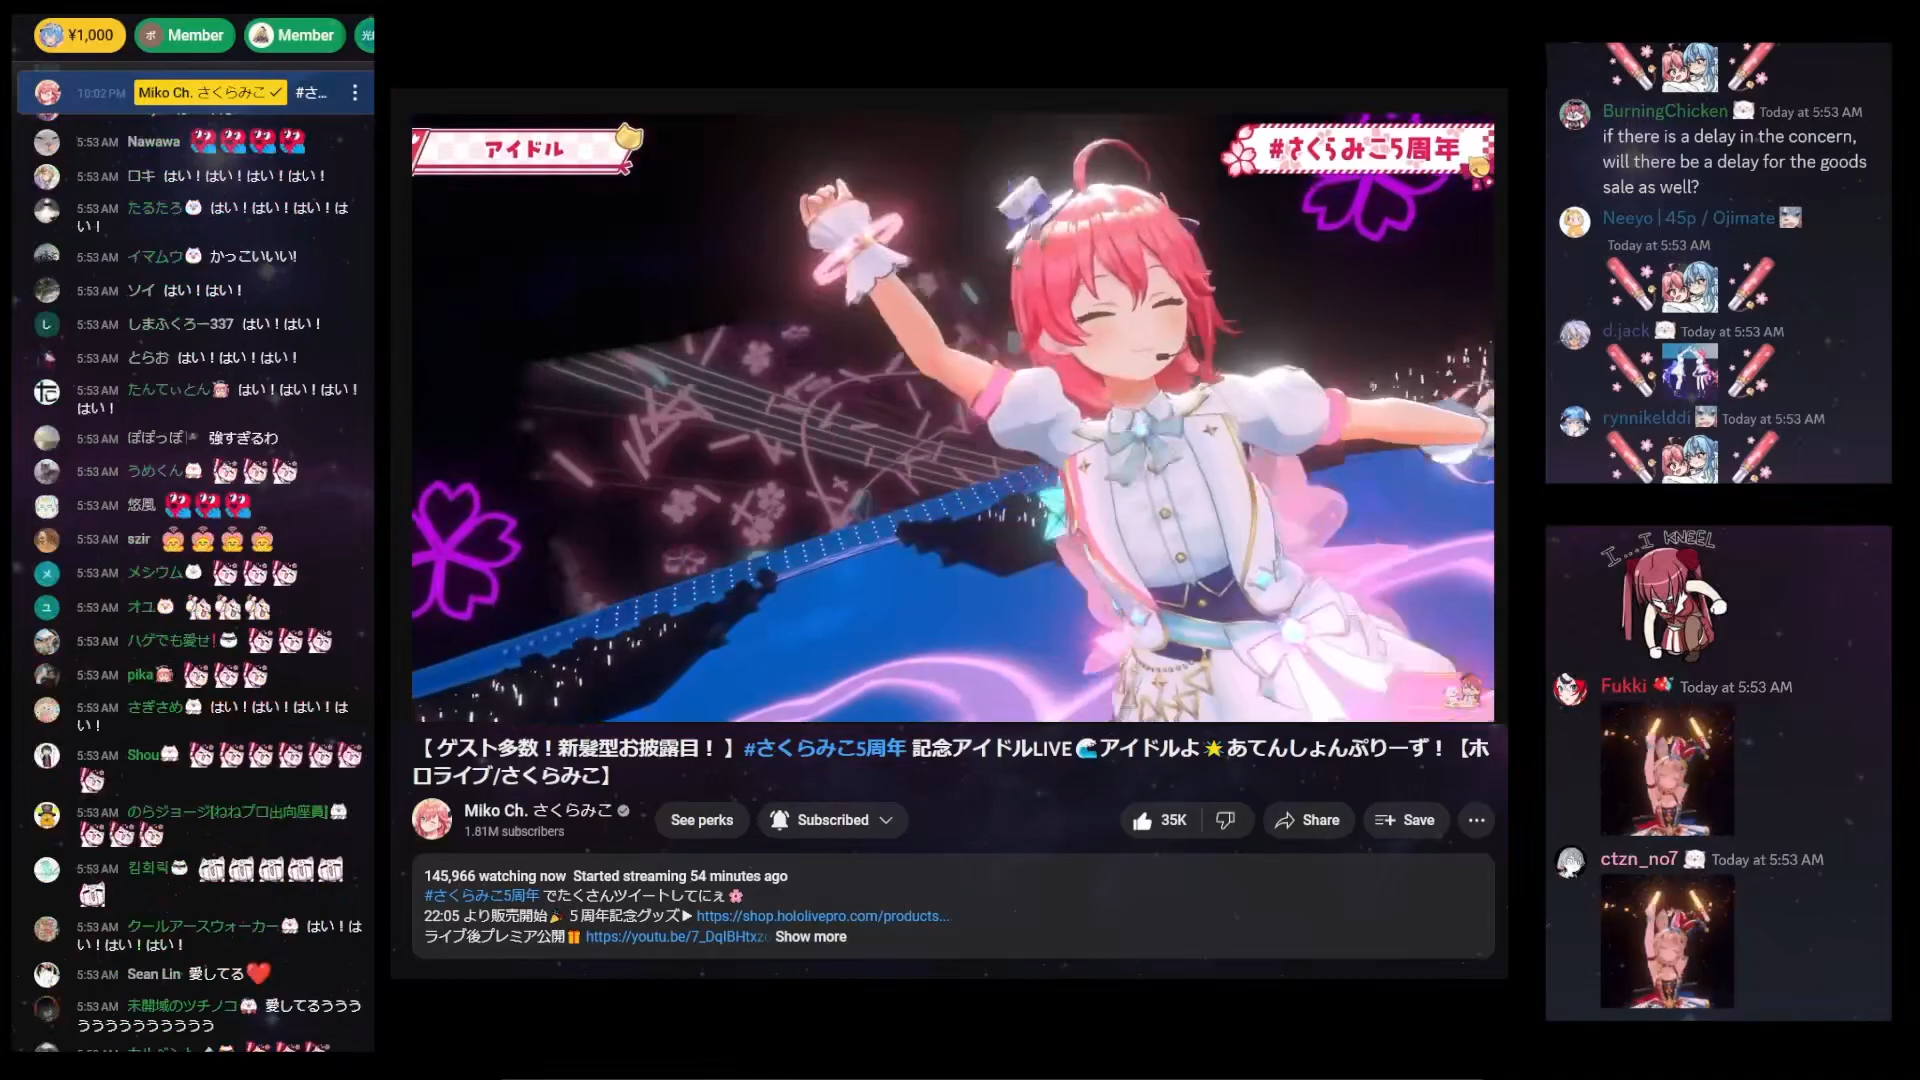 ¥1,000
ボ Member
Member
10:02 PM Miko Ch. さくらみこ ✓ #さ...
5:53 AM Nawawa
5:53 AM ロキ はい！はい！はい！はい！
5:53 AM たるたろ はい！はい！はい！は
い！
5:53 AM イマムウ かっこいいい!
5:53 AM ソイ はい！はい！
し 5:53 AM しまふくろー337 はい！はい！
5:53 AM とらお はい！はい！はい！
5:53 AM たんてぃとん はい！はい！はい！
はい！
5:53 AM ぽぽっぽ 強すぎるわ
5:53 AM うめくん
5:53 AM 悠風
5:53 AM szir
メ 5:53 AM メシウム
ユ 5:53 AM オユ
5:53 AM ハゲでも愛せ!
5:53 AM pika
5:53 AM さぎさめ はい！はい！はい！は
い！
5:53 AM Shou
5:53 AM のらジョージ[ねねプロ出向座員]
5:53 AM 킴희릭
5:53 AM クールアースウォーカー はい！は
い！はい！はい！
5:53 AM Sean Lin 愛してる
5:53 AM 未開域のツチノコ 愛してるううう
うううううううううう
アイドル
#さくらみこ5周年
【 ゲスト多数！新髪型お披露目！ 】#さくらみこ5周年 記念アイドルLIVE🌊アイドルよ🌟あてんしょんぷりーず！【ホ
ロライブ/さくらみこ】
Miko Ch. さくらみこ
1.81M subscribers
See perks
Subscribed
35K
Share
Save
145,966 watching now Started streaming 54 minutes ago
#さくらみこ5周年 でたくさんツイートしてにぇ🌸
22:05 より販売開始🎉５周年記念グッズ▶ https://shop.hololivepro.com/products...
ライブ後プレミア公開🎁 https://youtu.be/7_DqIBHtxz Show more
BurningChicken Today at 5:53 AM
if there is a delay in the concern,
will there be a delay for the goods
sale as well?
Neeyo | 45p / Ojimate
Today at 5:53 AM
d.jack Today at 5:53 AM
rynnikelddi Today at 5:53 AM
I...I KNEEL
Fukki Today at 5:53 AM
ctzn_no7 Today at 5:53 AM